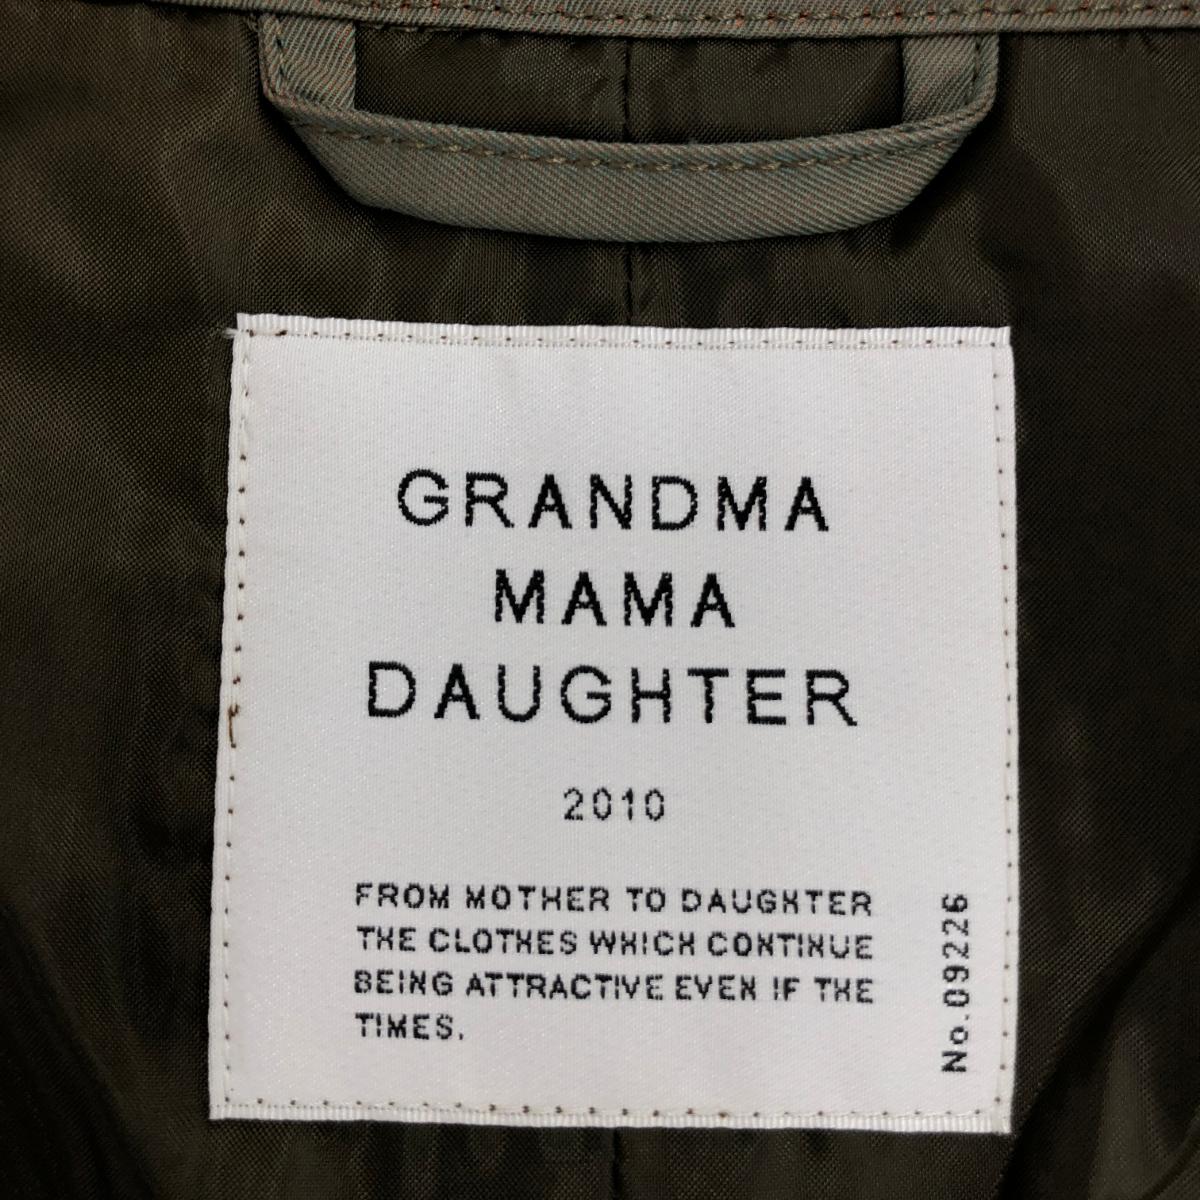 GRANDMA
MAMA
DAUGHTER
2010
FROM MOTHER TO DAUGHTER
THE CLOTHES WHICH CONTINUE
BEING ATTRACTIVE EVEN IF THE
TIMES.
No.09226